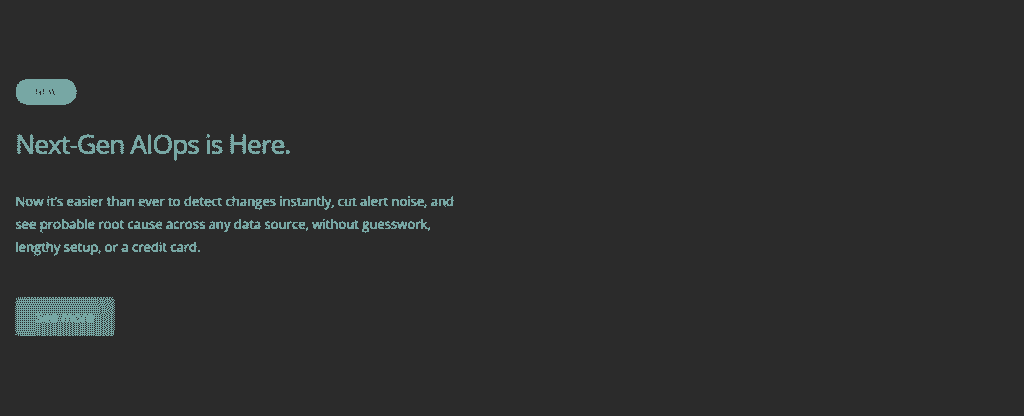 NEW
Next-Gen AIOps is Here.
Now it's easier than ever to detect changes instantly, cut alert noise, and
see probable root cause across any data source, without guesswork,
lengthy setup, or a credit card.
See more